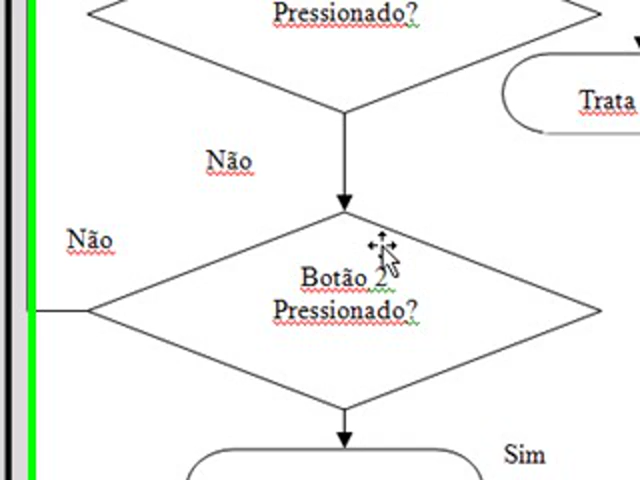 Pressionado?
Trata
Não
Não
Botão 2
Pressionado?
Sim